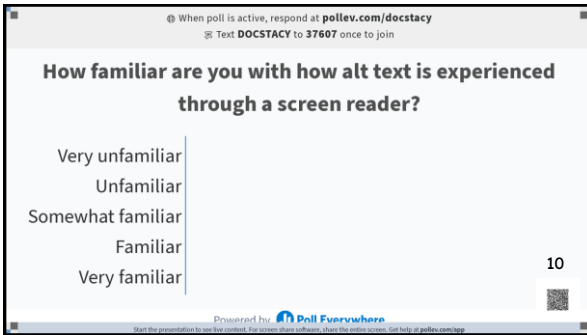 When poll is active, respond at pollev.com/docstacy
Text DOCSTACY to 37607 once to join
How familiar are you with how alt text is experienced
through a screen reader?
Very unfamiliar
Unfamiliar
Somewhat familiar
Familiar
Very familiar
10
Powered by Poll Everywhere
Start the presentation to see live content. For screen share software, share the entire screen. Get help at pollev.com/app